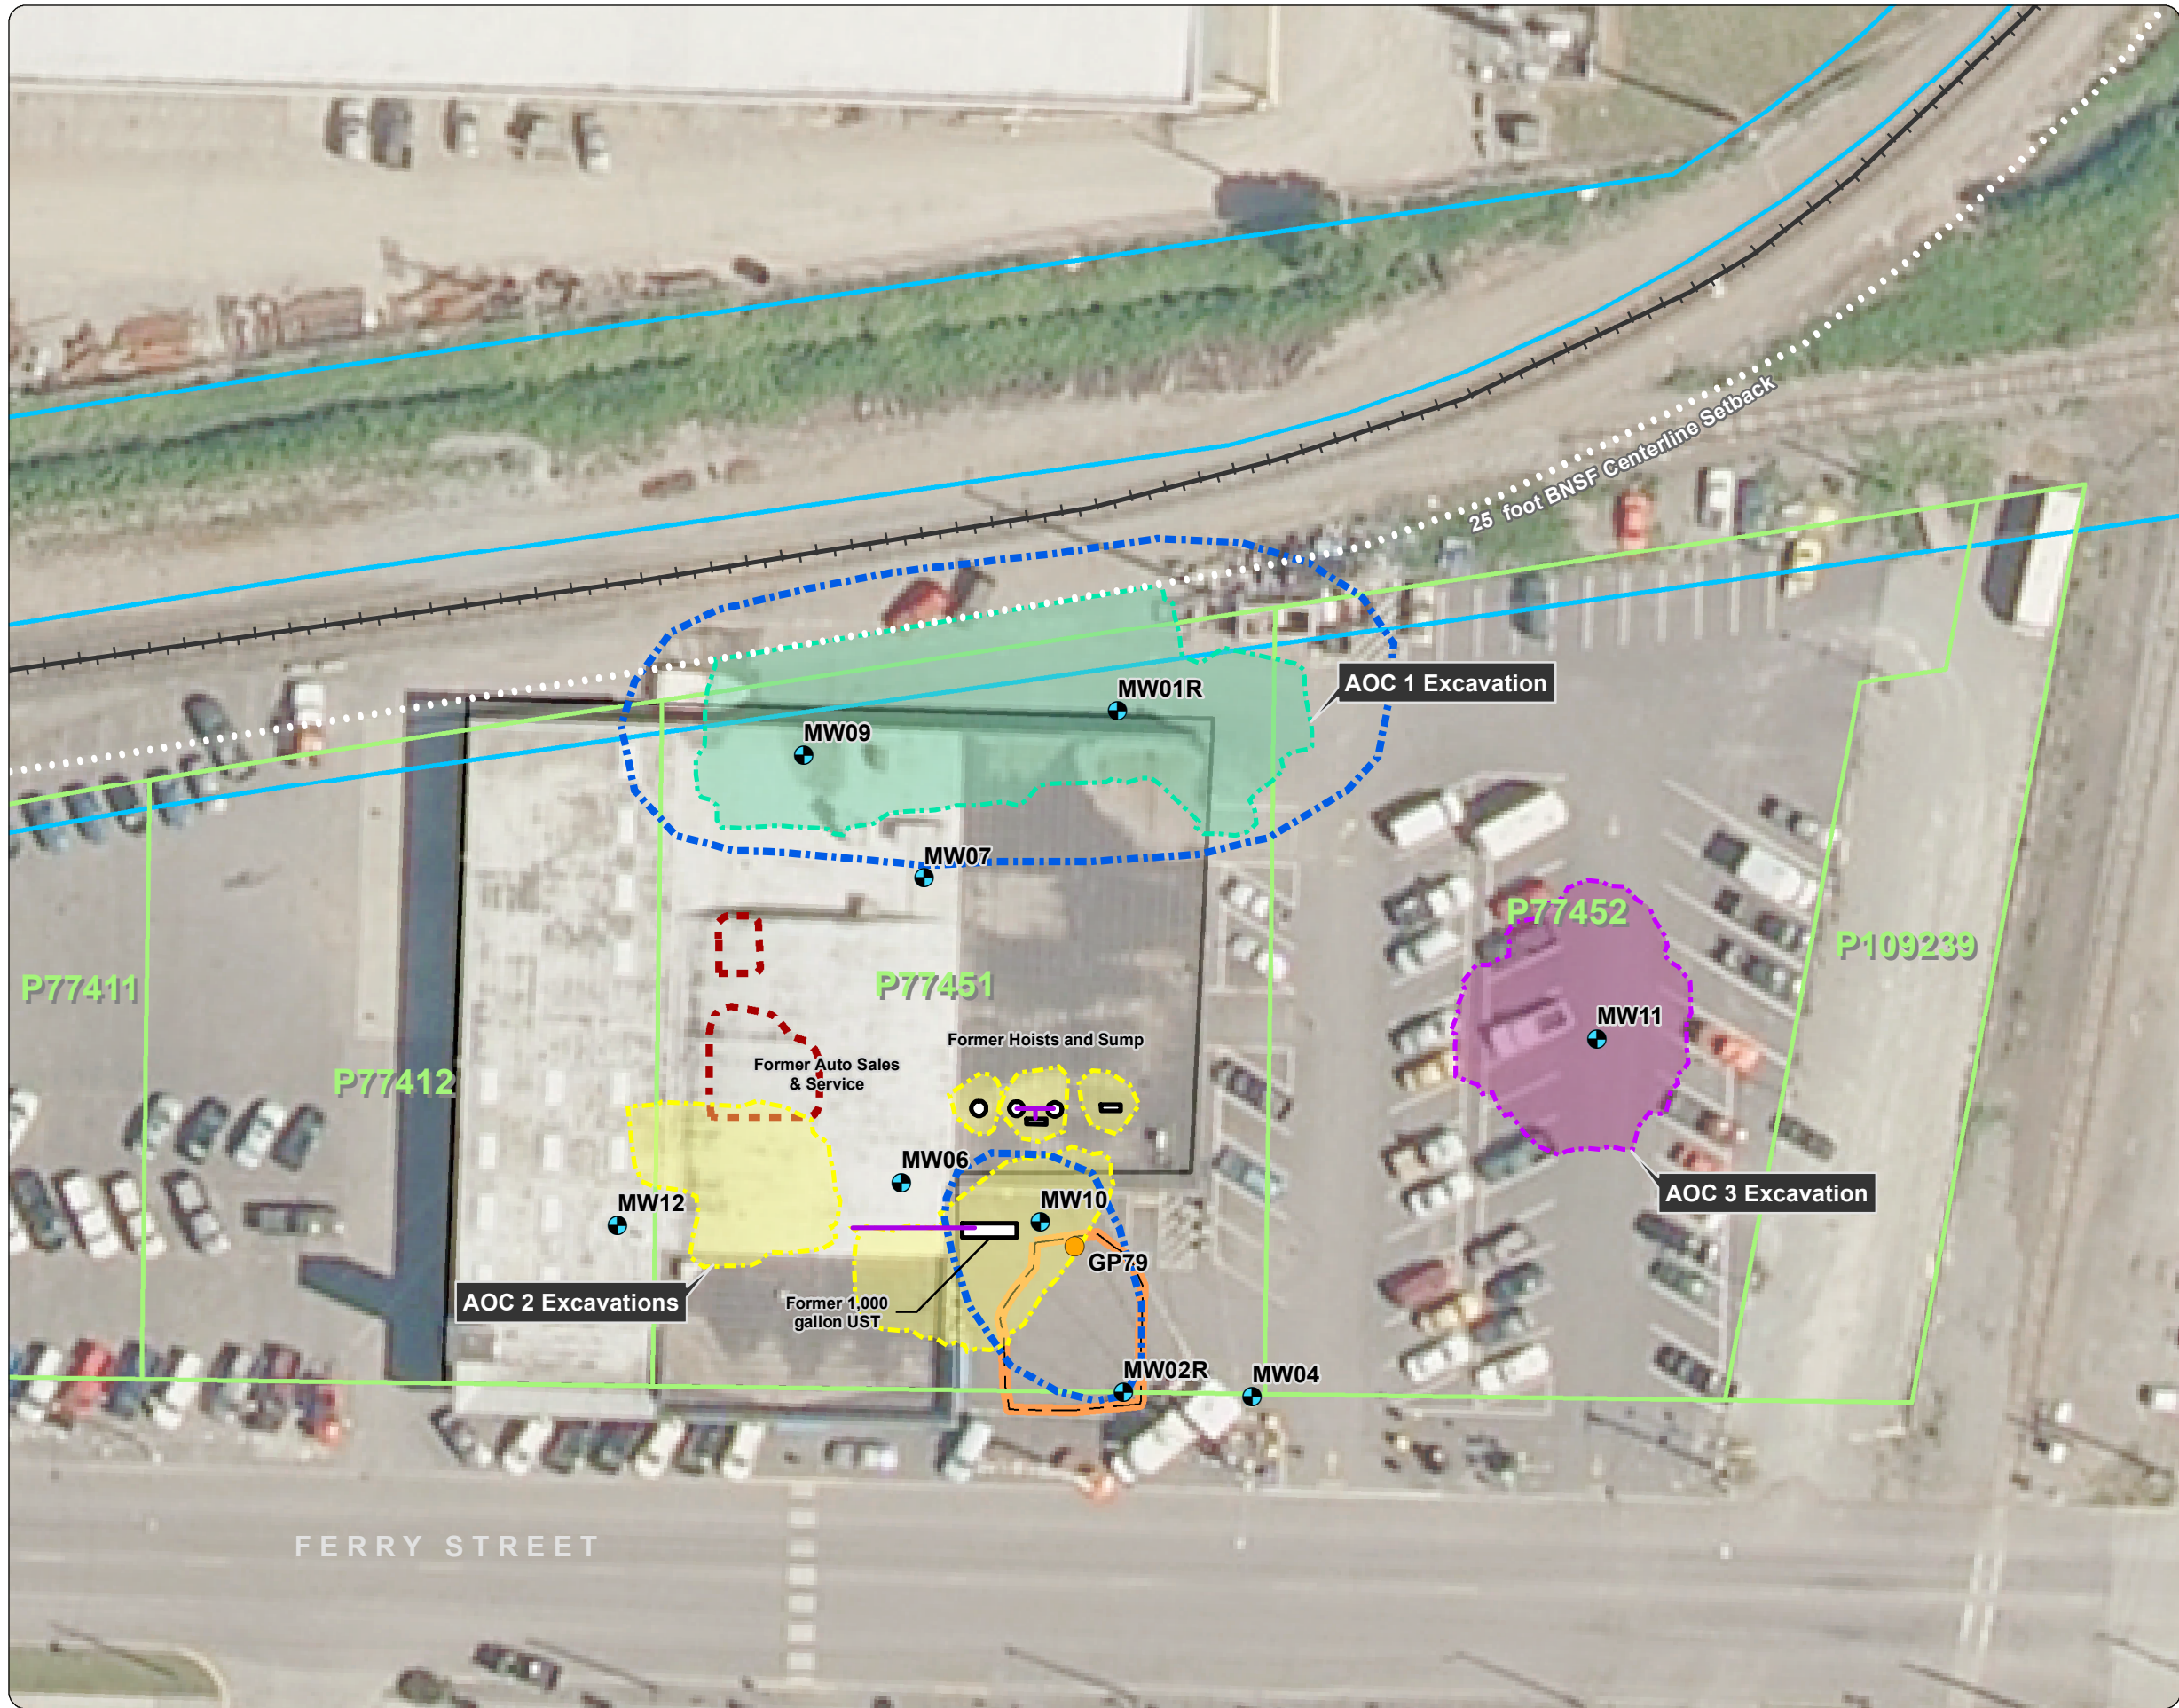 25 foot BNSF Centerline Setback
AOC 1 Excavation
MW01R
MW09
MW07
P77452
P109239
P77411
P77451
MW11
Former Hoists and Sump
Former Auto Sales
& Service
P77412
MW06
MW12
MW10
AOC 3 Excavation
GP79
AOC 2 Excavations
Former 1,000
gallon UST
MW02R
MW04
FERRY STREET